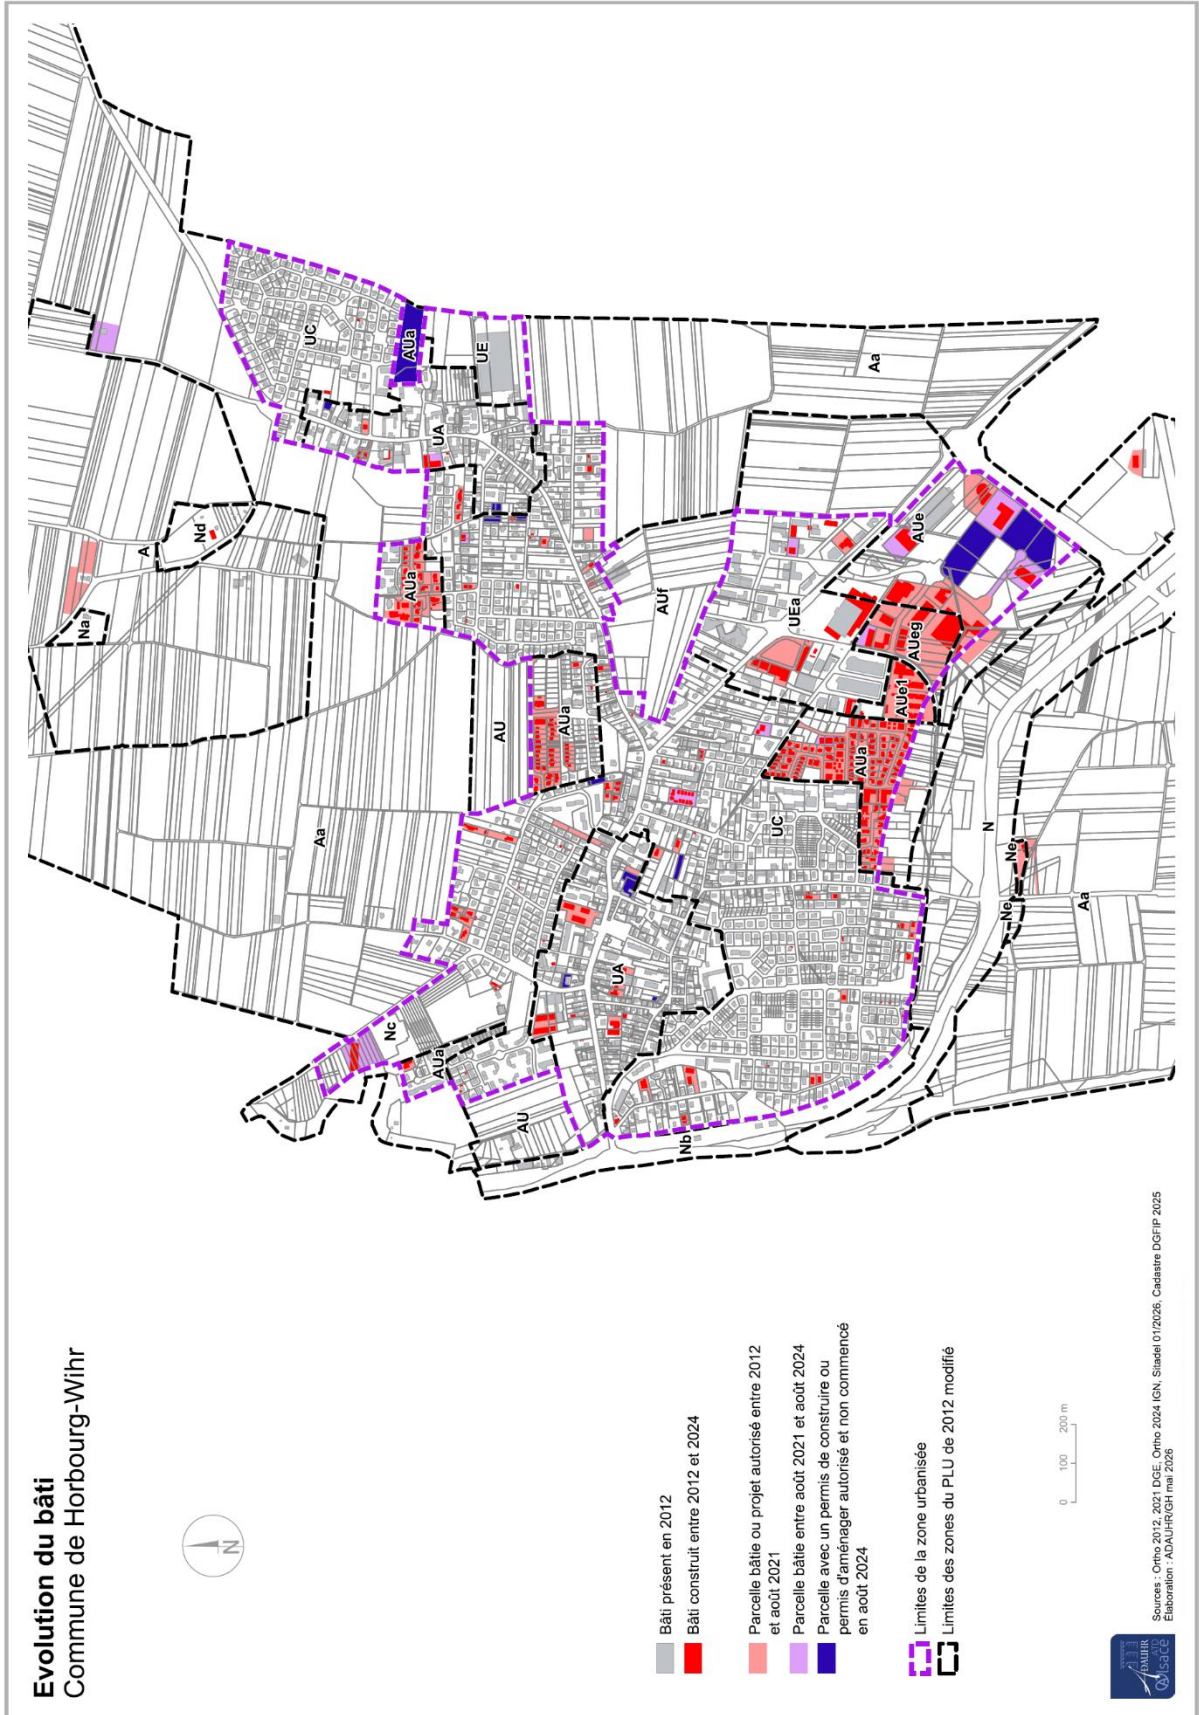 Evolution du bâti
Commune de Horbourg-Wihr
N
Bâti présent en 2012
Bâti construit entre 2012 et 2024
Parcelle bâtie ou projet autorisé entre 2012
et août 2021
Parcelle bâtie entre août 2021 et août 2024
Parcelle avec un permis de construire ou
permis d'aménager autorisé et non commencé
en août 2024
Limites de la zone urbanisée
Limites des zones du PLU de 2012 modifié
0 100 200 m
ADAUHR
ATD
Alsace
Sources : Ortho 2012, 2021 DGE, Ortho 2024 IGN, Sitadel 01/2026, Cadastre DGFIP 2025
Élaboration : ADAUHR/GH mai 2026
Na
A
Nd
Aa
UC
AUa
UE
UA
AUa
AU
AUa
Nc
AUa
AU
Nb
UA
UC
AUf
UEa
AUe
AUeg
AUe1
AUa
Aa
N
Ne
Ne
Aa